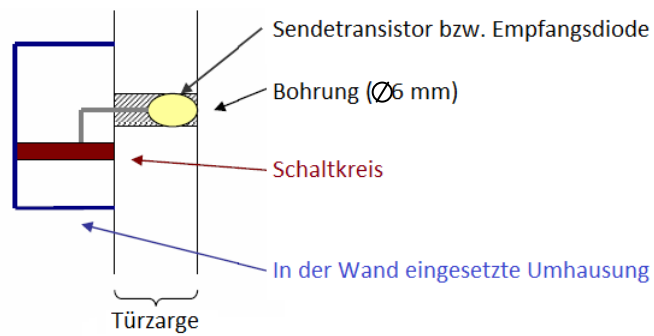 Sendetransistor bzw. Empfangsdiode
Bohrung (∅6 mm)
Schaltkreis
In der Wand eingesetzte Umhausung
Türzarge